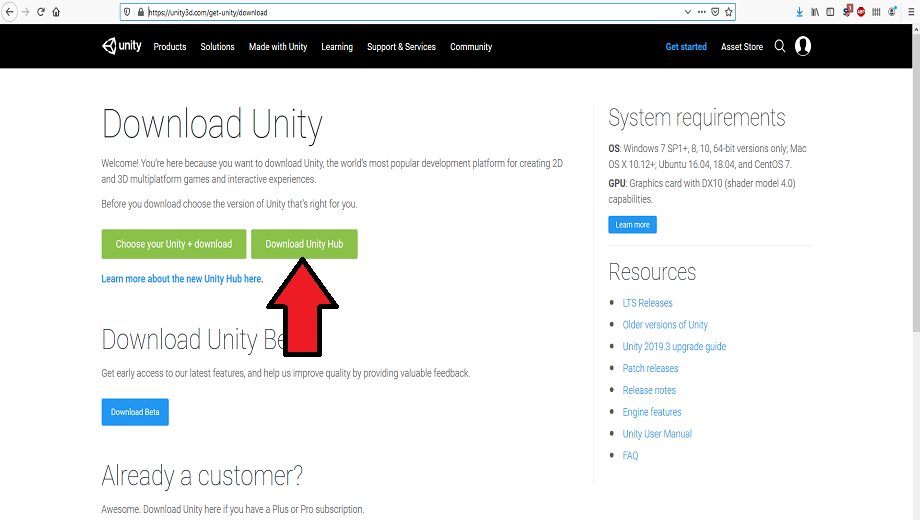 https://unity3d.com/get-unity/download
unity Products Solutions Made with Unity Learning Support & Services Community Get started Asset Store
Download Unity
Welcome! You're here because you want to download Unity, the world's most popular development platform for creating 2D
and 3D multiplatform games and interactive experiences.
Before you download choose the version of Unity that's right for you.
Choose your Unity + download Download Unity Hub
Learn more about the new Unity Hub here.
Download Unity Be
Get early access to our latest features, and help us improve quality by providing valuable feedback.
Download Beta
Already a customer?
Awesome. Download Unity here if you have a Plus or Pro subscription.
System requirements
OS: Windows 7 SP1+, 8, 10, 64-bit versions only; Mac
OS X 10.12+; Ubuntu 16.04, 18.04, and CentOS 7.
GPU: Graphics card with DX10 (shader model 4.0)
capabilities.
Learn more
Resources
LTS Releases
Older versions of Unity
Unity 2019.3 upgrade guide
Patch releases
Release notes
Engine features
Unity User Manual
FAQ